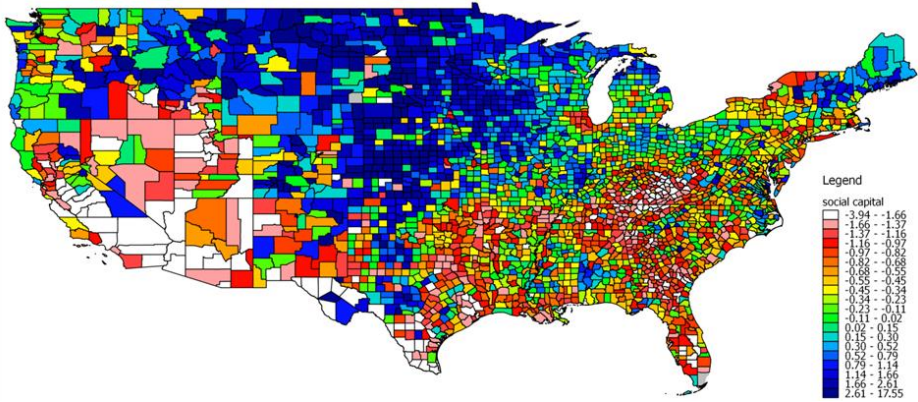 Legend
social capital
-3.94 - -1.66
-1.66 - -1.37
-1.37 - -1.16
-1.16 - -0.97
-0.97 - -0.82
-0.82 - -0.68
-0.68 - -0.55
-0.55 - -0.45
-0.45 - -0.34
-0.34 - -0.23
-0.23 - -0.11
-0.11 - 0.02
0.02 - 0.15
0.15 - 0.30
0.30 - 0.52
0.52 - 0.79
0.79 - 1.14
1.14 - 1.66
1.66 - 2.61
2.61 - 17.55